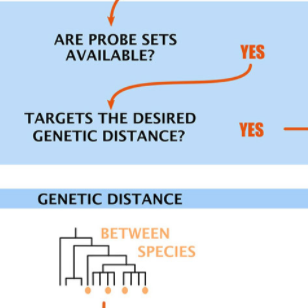 ARE PROBE SETS
AVAILABLE?
YES
TARGETS THE DESIRED
GENETIC DISTANCE?
YES
GENETIC DISTANCE
BETWEEN
SPECIES